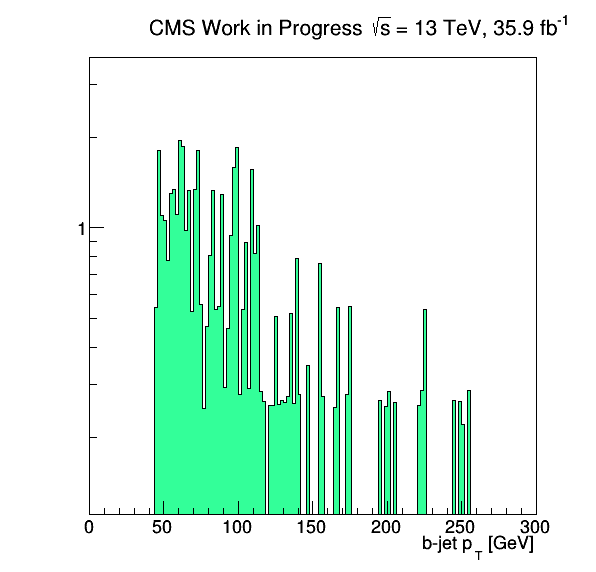 CMS Work in Progress √s = 13 TeV, 35.9 fb⁻¹
1
0 50 100 150 200 250 300
b-jet p_T [GeV]